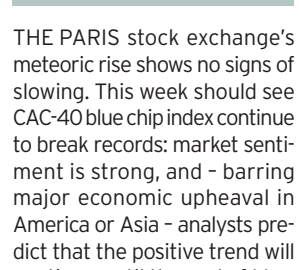 THE PARIS stock exchange's
meteoric rise shows no signs of
slowing. This week should see
CAC-40 blue chip index continue
to break records: market senti-
ment is strong, and – barring
major economic upheaval in
America or Asia – analysts pre-
dict that the positive trend will